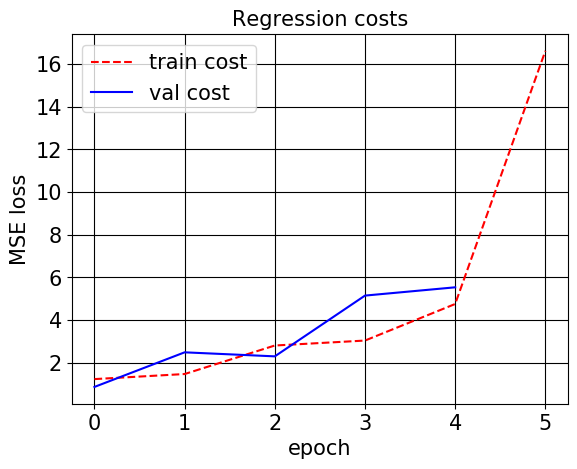 Regression costs
train cost
val cost
16
14
12
10
8
6
4
2
MSE loss
0 1 2 3 4 5
epoch